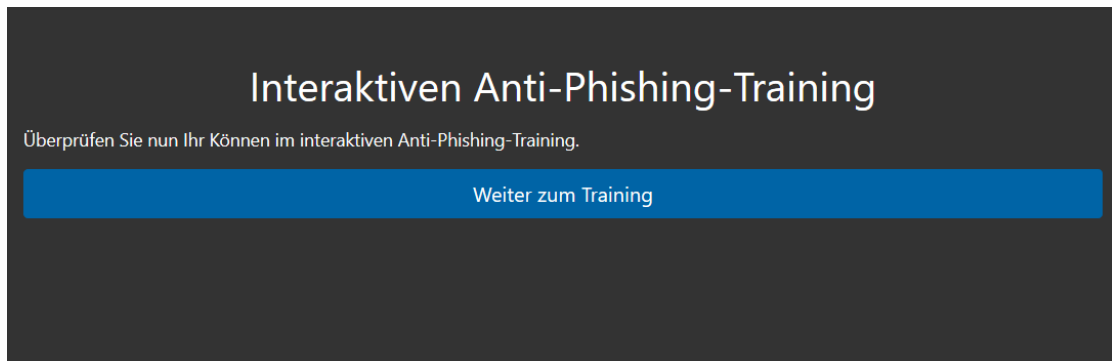 Interaktiven Anti-Phishing-Training
Überprüfen Sie nun Ihr Können im interaktiven Anti-Phishing-Training.
Weiter zum Training